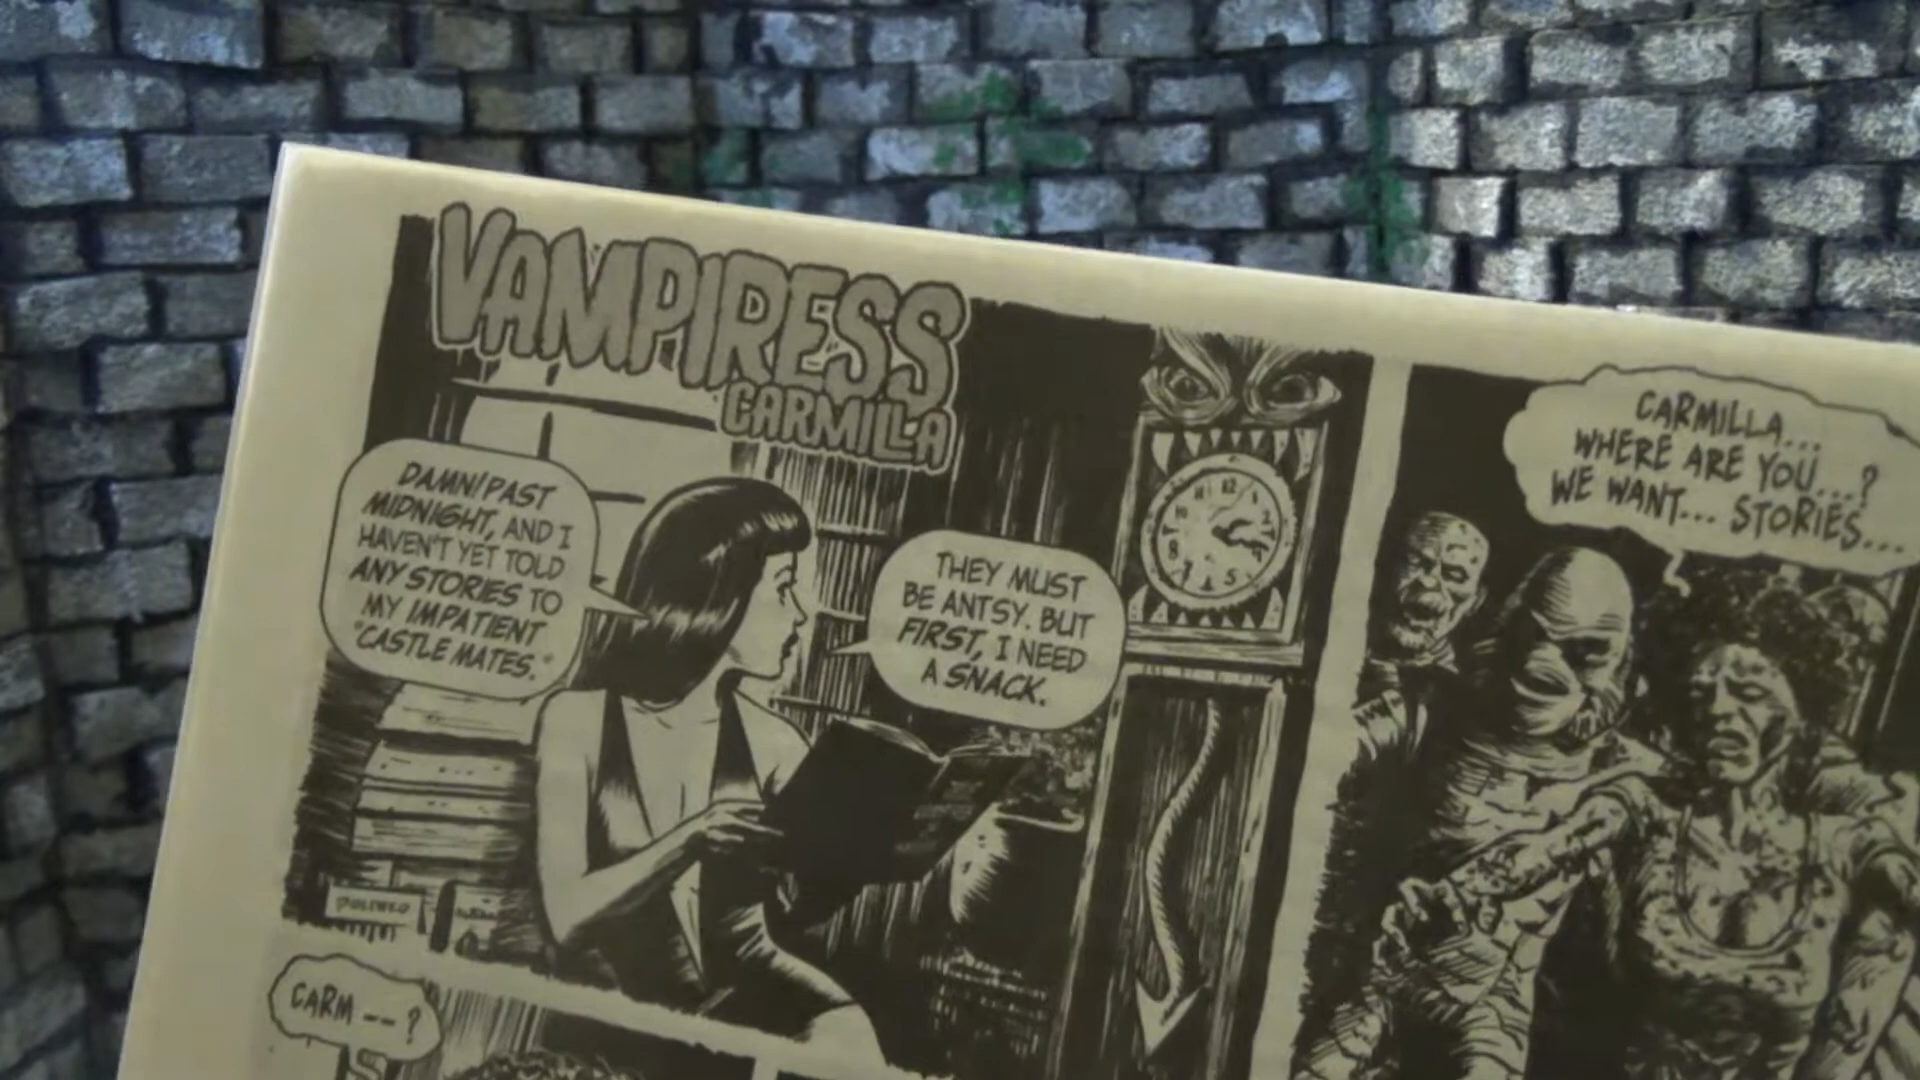 VAMPIRESS
CARMILLA
DAMN! PAST
MIDNIGHT, AND I
HAVEN'T YET TOLD
ANY STORIES TO
MY IMPATIENT
"CASTLE MATES."
THEY MUST
BE ANTSY. BUT
FIRST, I NEED
A SNACK.
CARMILLA...
WHERE ARE YOU...?
WE WANT... STORIES...
CARM -- ?